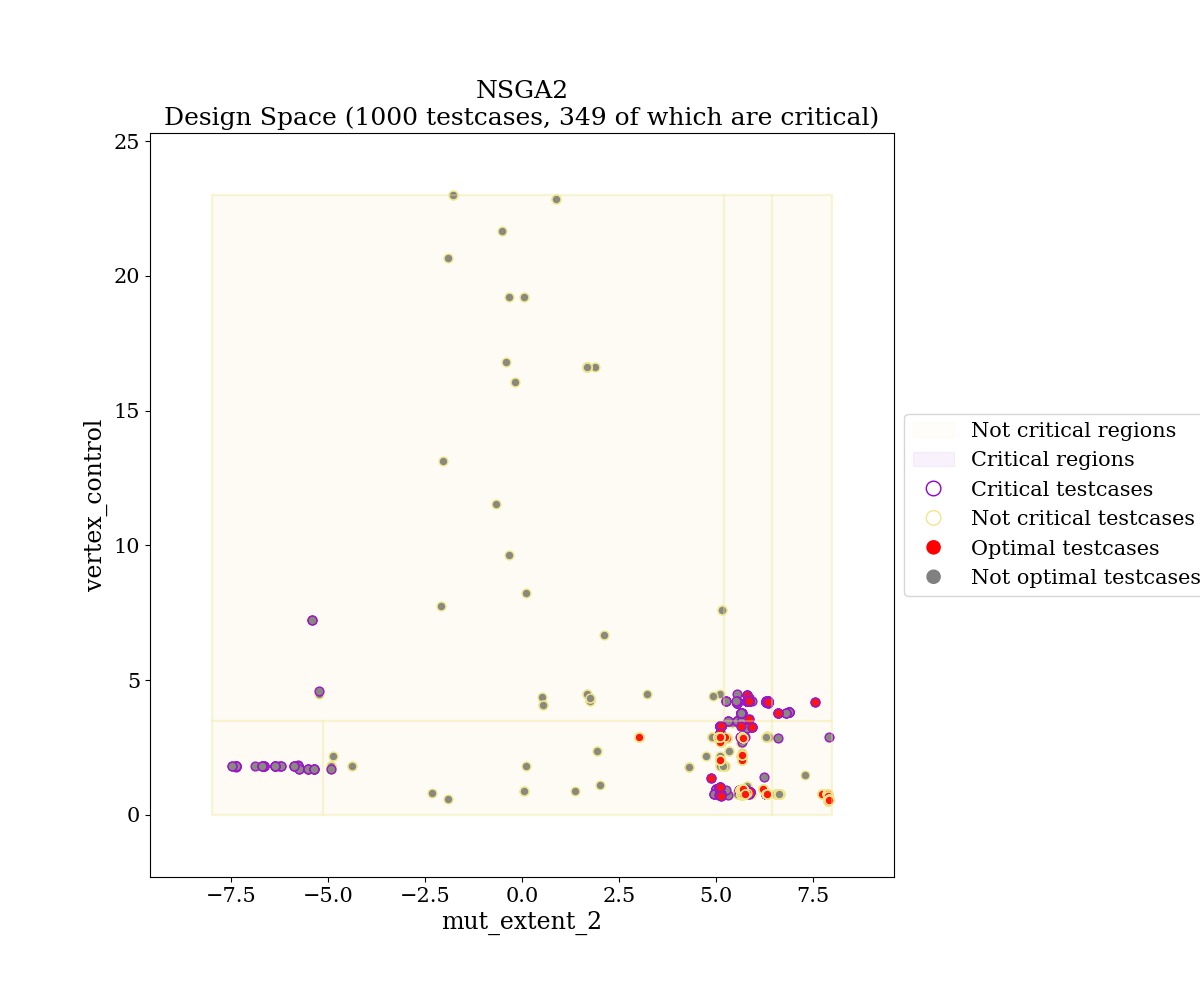 NSGA2
Design Space (1000 testcases, 349 of which are critical)
25
20
15
10
5
0
vertex_control
−7.5
−5.0
−2.5
0.0
2.5
5.0
7.5
mut_extent_2
Not critical regions
Critical regions
Critical testcases
Not critical testcases
Optimal testcases
Not optimal testcases